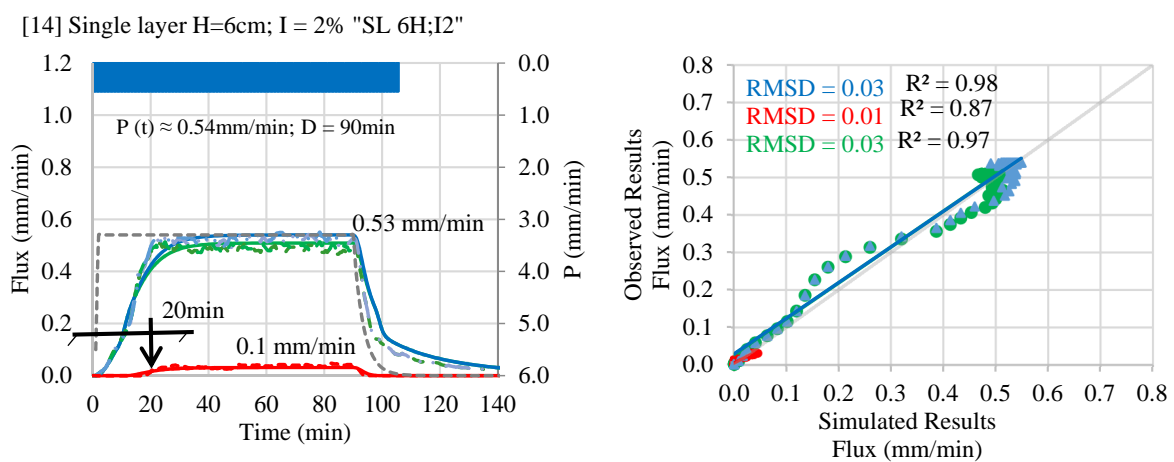 [14] Single layer H=6cm; I = 2% "SL 6H;I2"
1.2
1.0
0.8
0.6
0.4
0.2
0.0
Flux (mm/min)
0.0
1.0
2.0
3.0
4.0
5.0
6.0
P (mm/min)
P (t) ≈ 0.54mm/min; D = 90min
0.53 mm/min
20min
0.1 mm/min
0 20 40 60 80 100 120 140
Time (min)
0.8
0.7
0.6
0.5
0.4
0.3
0.2
0.1
0.0
Observed Results
Flux (mm/min)
RMSD = 0.03 R² = 0.98
RMSD = 0.01 R² = 0.87
RMSD = 0.03 R² = 0.97
0.0 0.1 0.2 0.3 0.4 0.5 0.6 0.7 0.8
Simulated Results
Flux (mm/min)